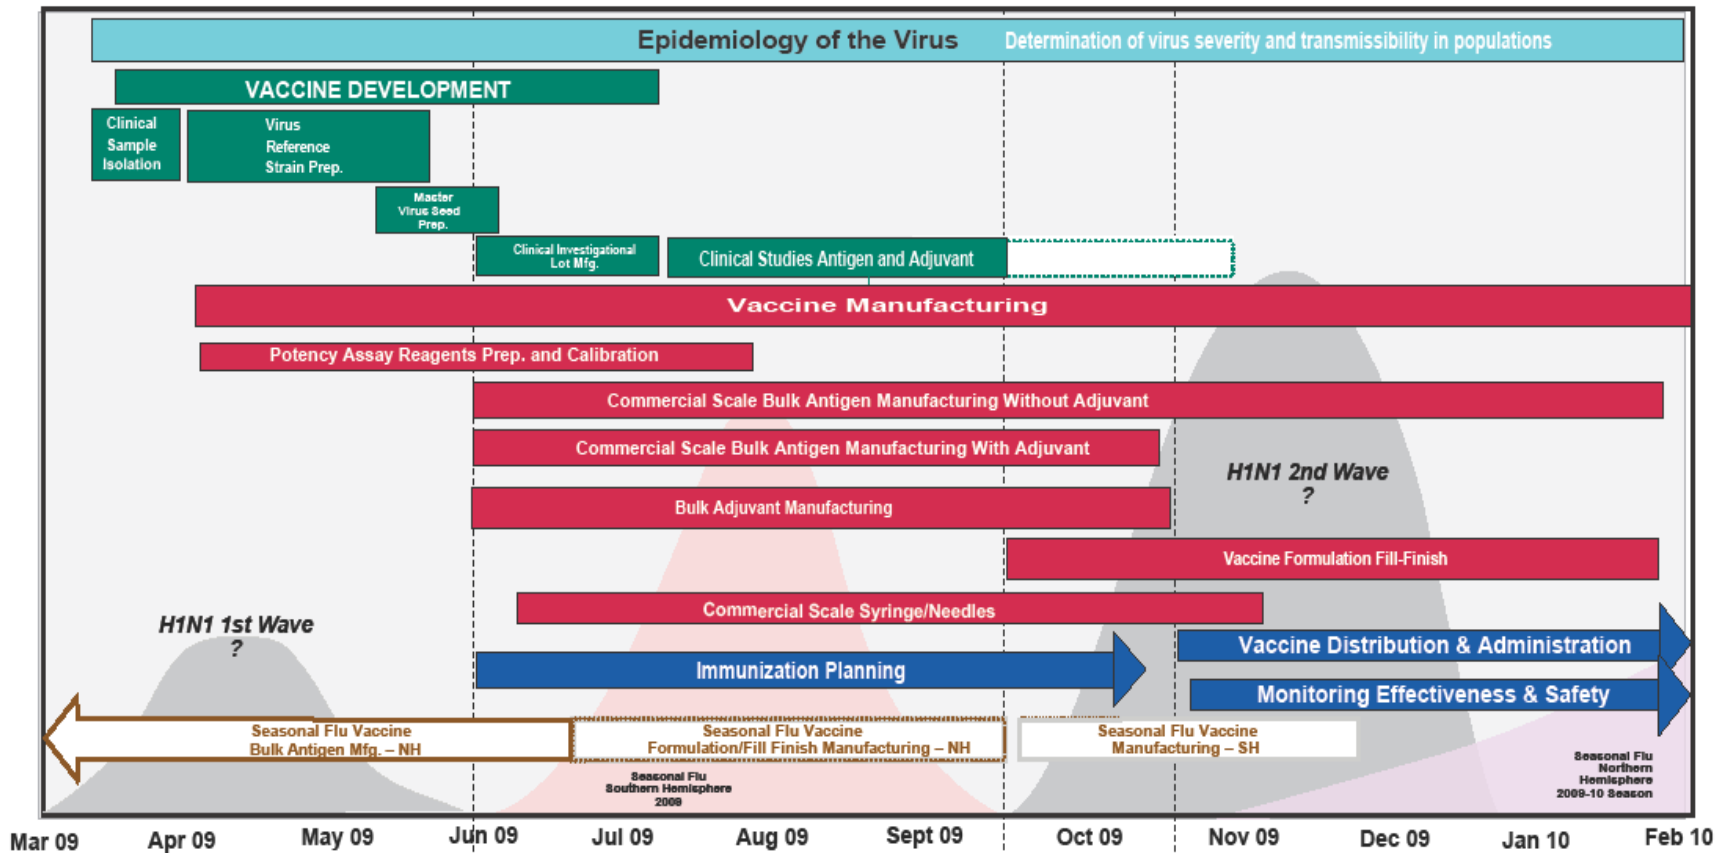 Epidemiology of the Virus Determination of virus severity and transmissibility in populations
VACCINE DEVELOPMENT
Clinical
Sample
Isolation
Virus
Reference
Strain Prep.
Master
Virus Seed
Prep.
Clinical Investigational
Lot Mfg.
Clinical Studies Antigen and Adjuvant
Vaccine Manufacturing
Potency Assay Reagents Prep. and Calibration
Commercial Scale Bulk Antigen Manufacturing Without Adjuvant
Commercial Scale Bulk Antigen Manufacturing With Adjuvant
H1N1 2nd Wave
?
Bulk Adjuvant Manufacturing
Vaccine Formulation Fill-Finish
Commercial Scale Syringe/Needles
H1N1 1st Wave
?
Vaccine Distribution & Administration
Immunization Planning
Monitoring Effectiveness & Safety
Seasonal Flu Vaccine
Bulk Antigen Mfg. – NH
Seasonal Flu Vaccine
Formulation/Fill Finish Manufacturing – NH
Seasonal Flu Vaccine
Manufacturing – SH
Seasonal Flu
Southern Hemisphere
2009
Seasonal Flu
Northern
Hemisphere
2009-10 Season
Mar 09 Apr 09 May 09 Jun 09 Jul 09 Aug 09 Sept 09 Oct 09 Nov 09 Dec 09 Jan 10 Feb 10